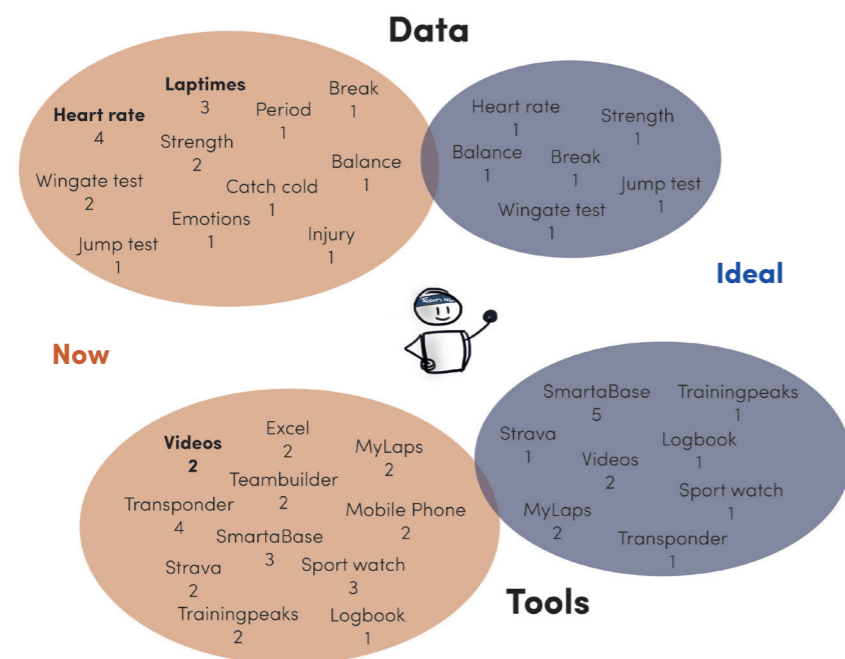 Data
Laptimes
3
Break
1
Heart rate
4
Period
1
Strength
2
Balance
1
Wingate test
2
Catch cold
1
Emotions
1
Injury
1
Jump test
1
Heart rate
1
Strength
1
Balance
1
Break
1
Jump test
1
Wingate test
1
Ideal
Team NL
Now
Videos
2
Excel
2
MyLaps
2
Teambuilder
2
Transponder
4
Mobile Phone
2
SmartaBase
3
Strava
2
Sport watch
3
Trainingpeaks
2
Logbook
1
SmartaBase
5
Trainingpeaks
1
Strava
1
Logbook
1
Videos
2
Sport watch
1
MyLaps
2
Transponder
1
Tools